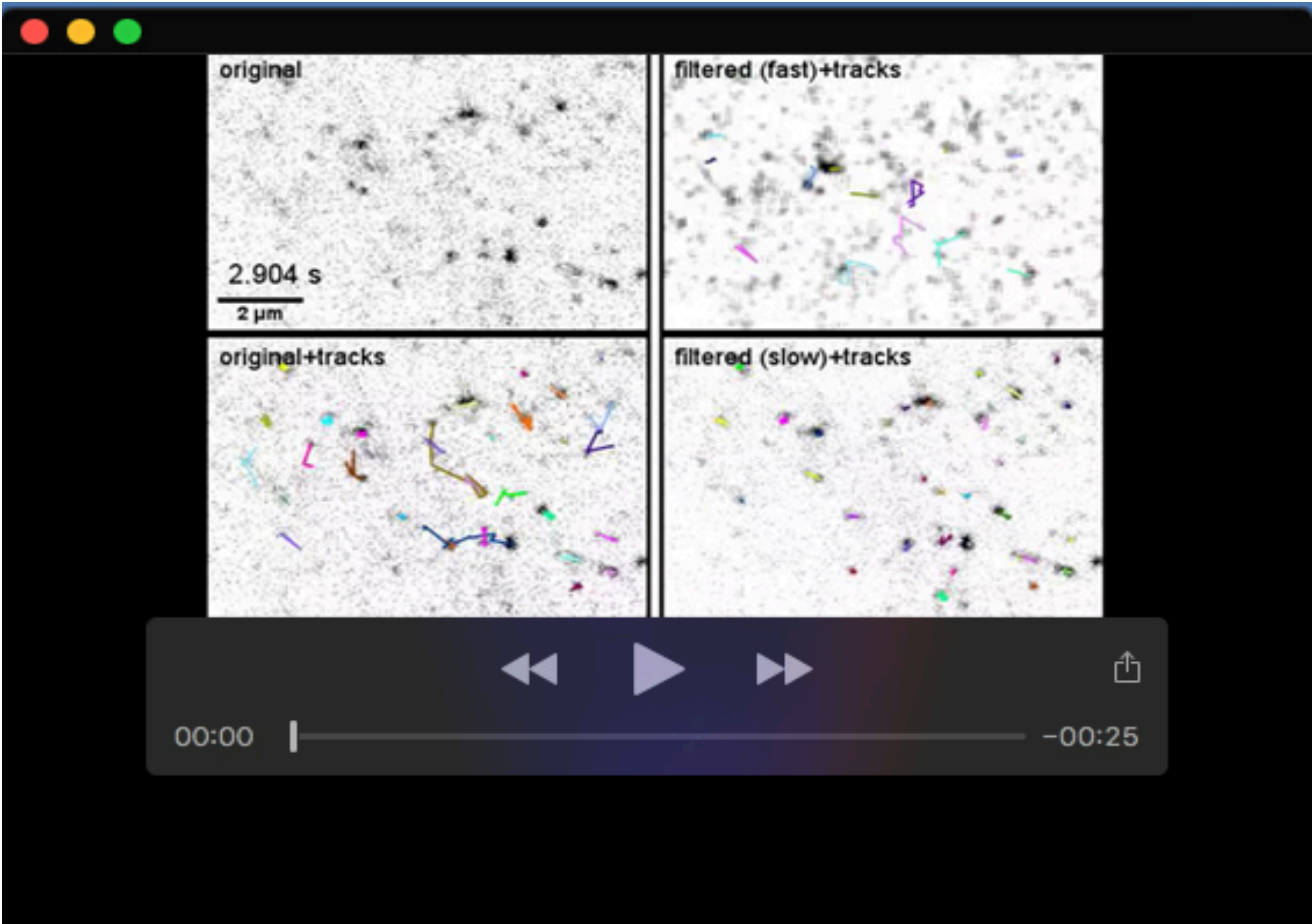 original
filtered (fast)+tracks
2.904 s
2 µm
original+tracks
filtered (slow)+tracks
00:00
-00:25